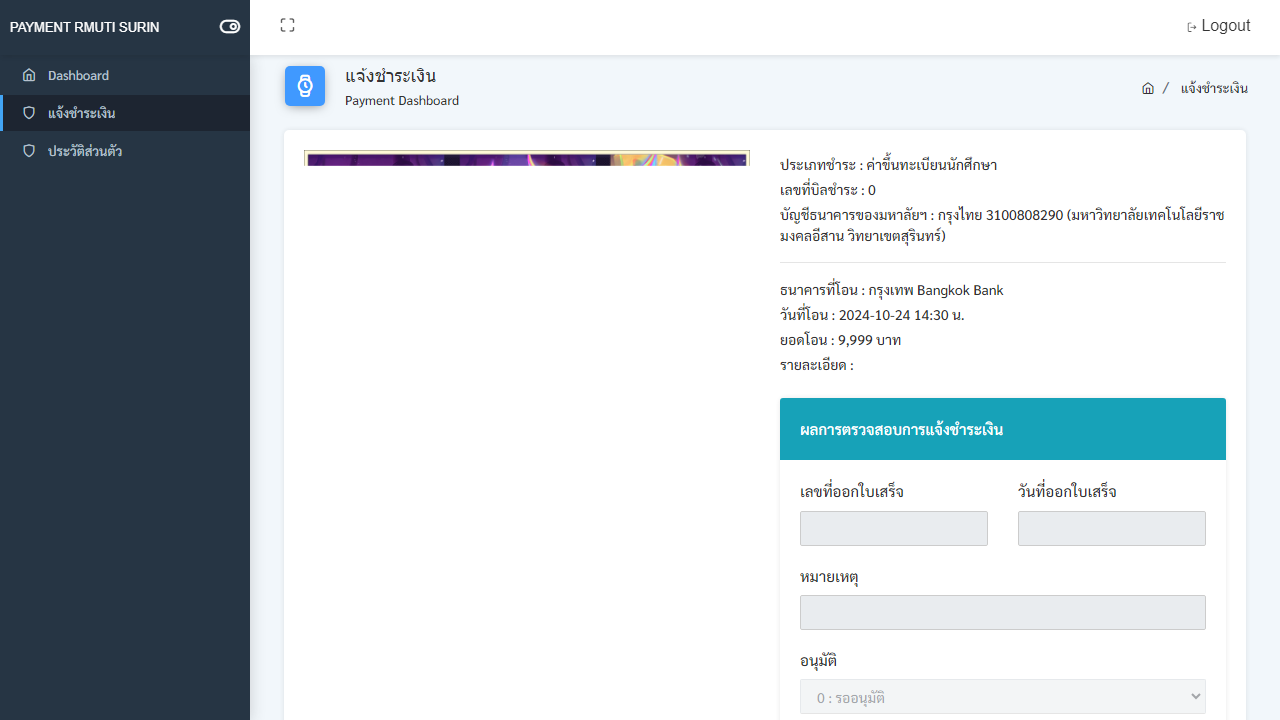 PAYMENT RMUTI SURIN
Logout
Dashboard
แจ้งชำระเงิน
ประวัติส่วนตัว
แจ้งชำระเงิน
Payment Dashboard
/ แจ้งชำระเงิน
ประเภทชำระ : ค่าขึ้นทะเบียนนักศึกษา
เลขที่บิลชำระ : 0
บัญชีธนาคารของมหาลัยฯ : กรุงไทย 3100808290 (มหาวิทยาลัยเทคโนโลยีราช
มงคลอีสาน วิทยาเขตสุรินทร์)
ธนาคารที่โอน : กรุงเทพ Bangkok Bank
วันที่โอน : 2024-10-24 14:30 น.
ยอดโอน : 9,999 บาท
รายละเอียด :
ผลการตรวจสอบการแจ้งชำระเงิน
เลขที่ออกใบเสร็จ
วันที่ออกใบเสร็จ
หมายเหตุ
อนุมัติ
0 : รออนุมัติ